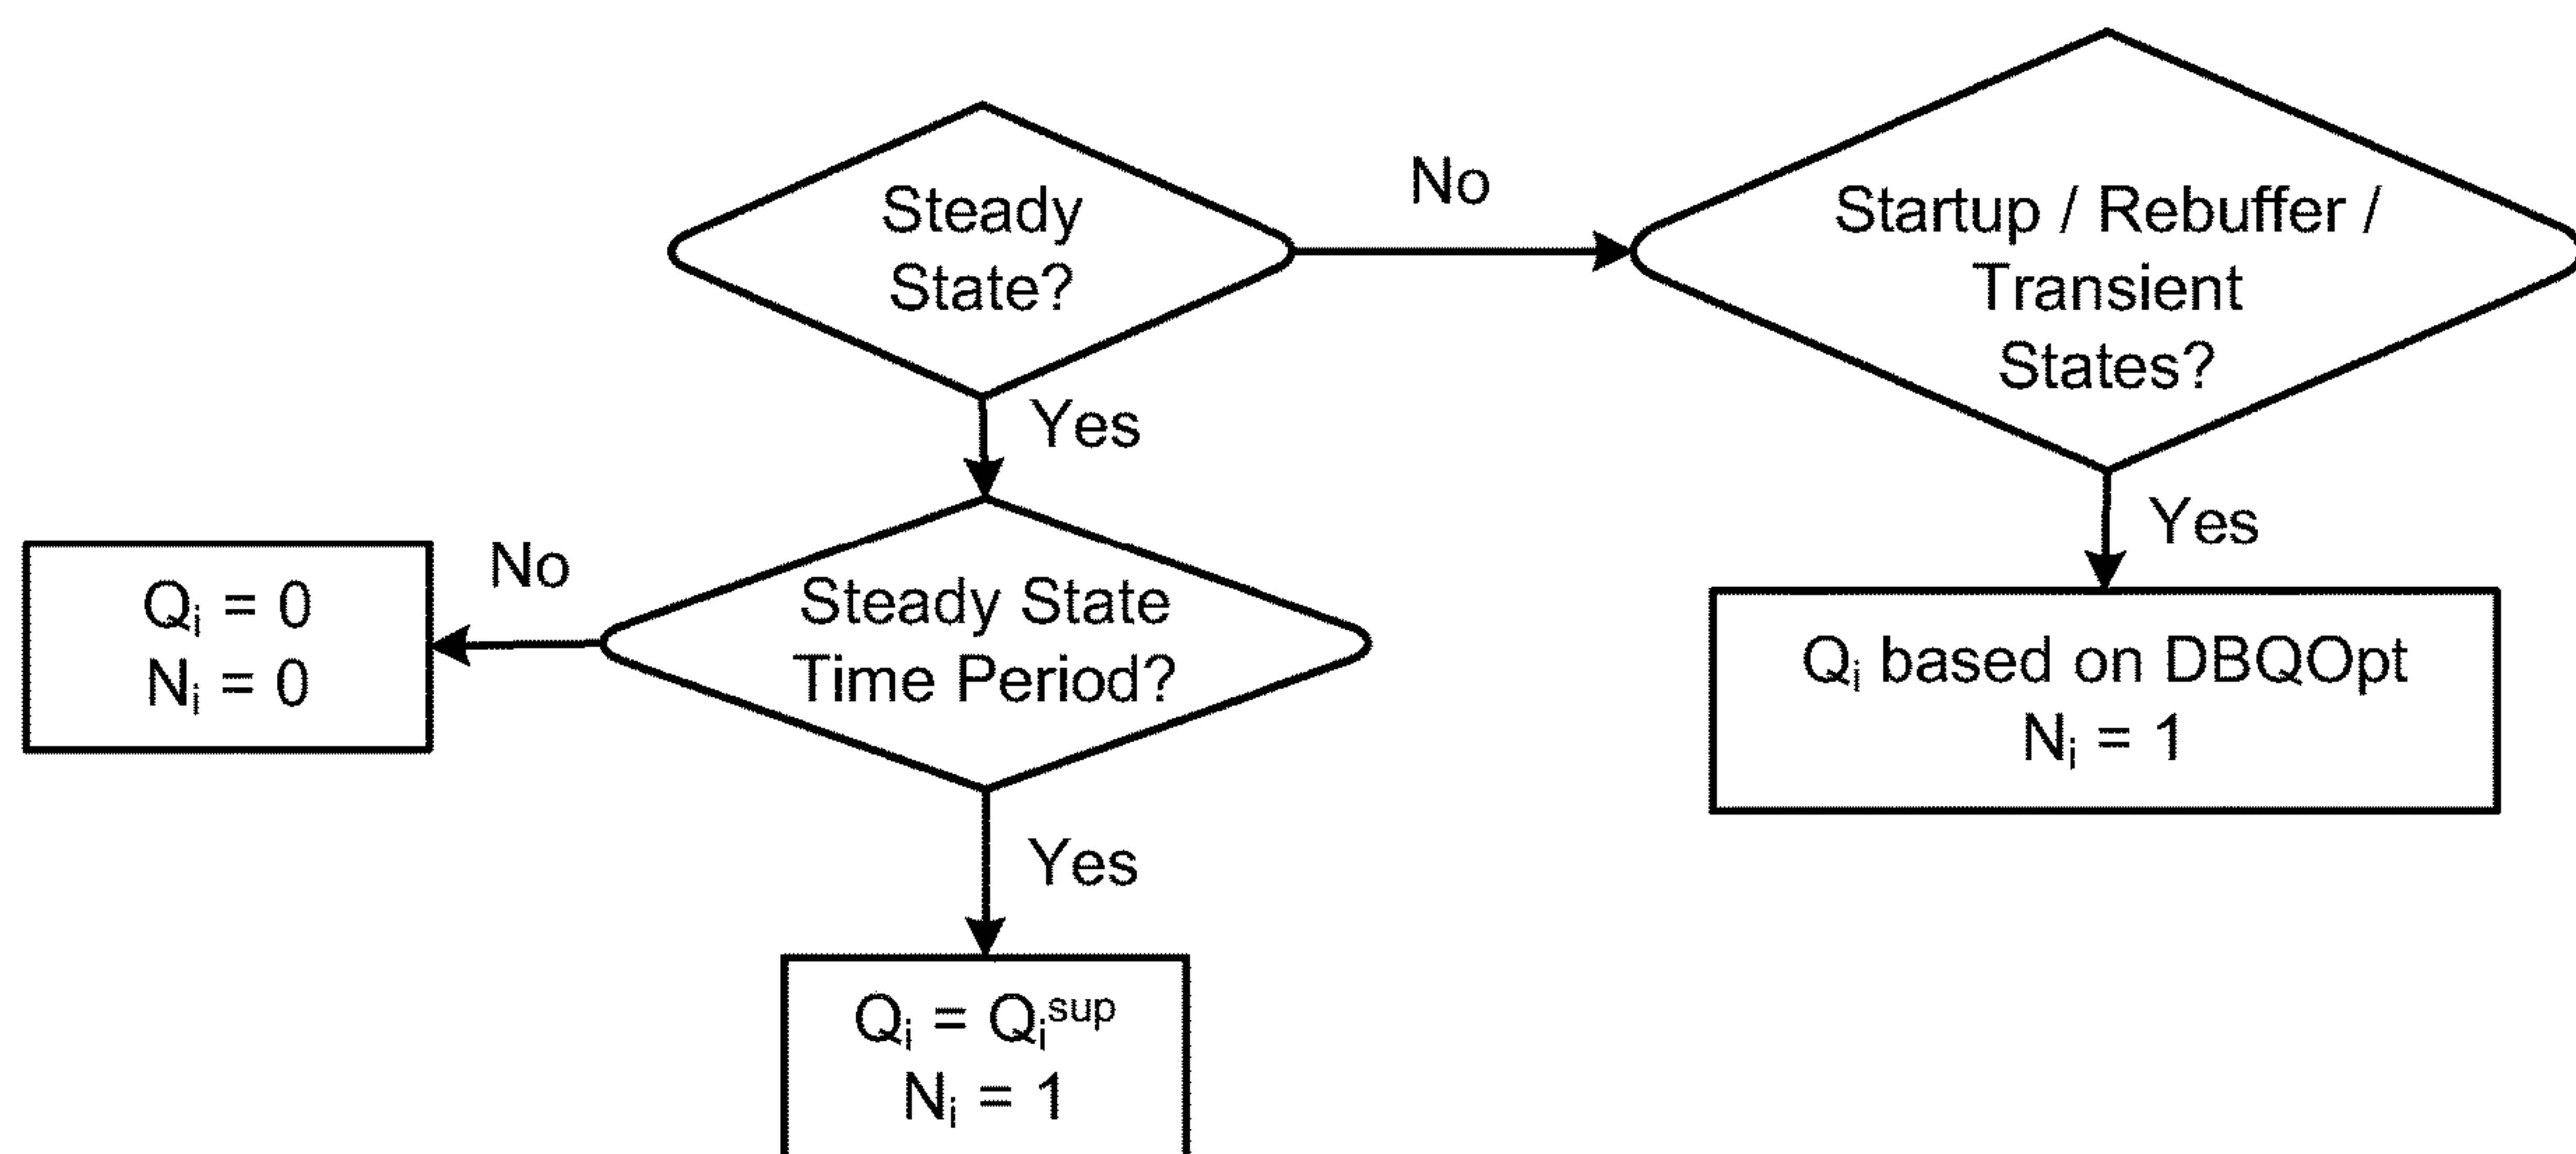 Steady
State?
No
Startup / Rebuffer /
Transient
States?
Yes
Yes
No
Qᵢ = 0
Nᵢ = 0
Steady State
Time Period?
Qᵢ based on DBQOpt
Nᵢ = 1
Yes
Qᵢ = Qᵢˢᵘᵖ
Nᵢ = 1